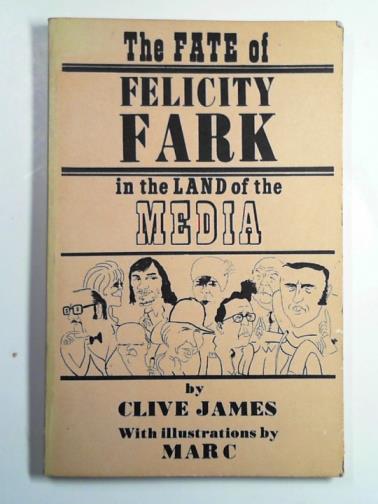 The FATE of
FELICITY
FARK
in the LAND of the
MEDIA
by
CLIVE JAMES
With illustrations by
MARC